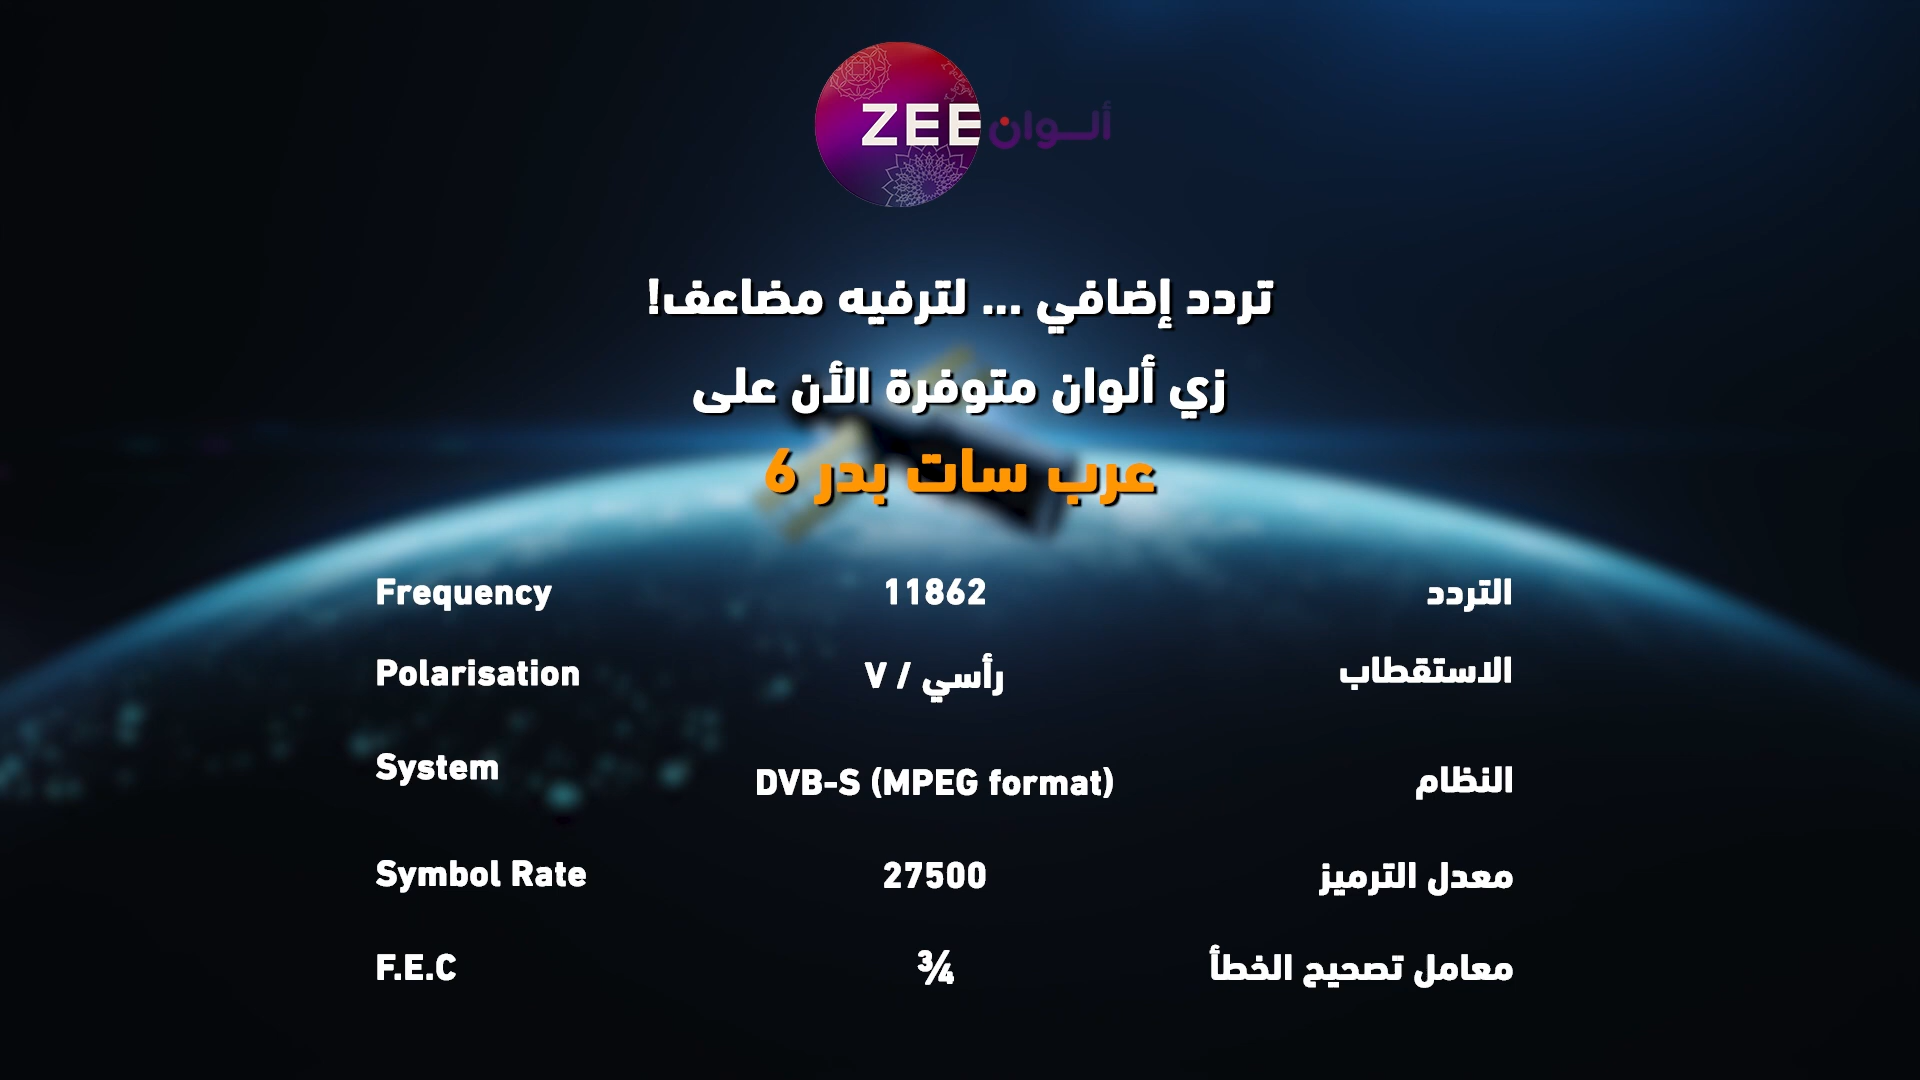 ZEE ألوان
تردد إضافي ... لترفيه مضاعف!
زي ألوان متوفرة الأن على
عرب سات بدر 6
Frequency 11862 التردد
Polarisation رأسي / V الاستقطاب
System DVB-S (MPEG format) النظام
Symbol Rate 27500 معدل الترميز
F.E.C ¾ معامل تصحيح الخطأ